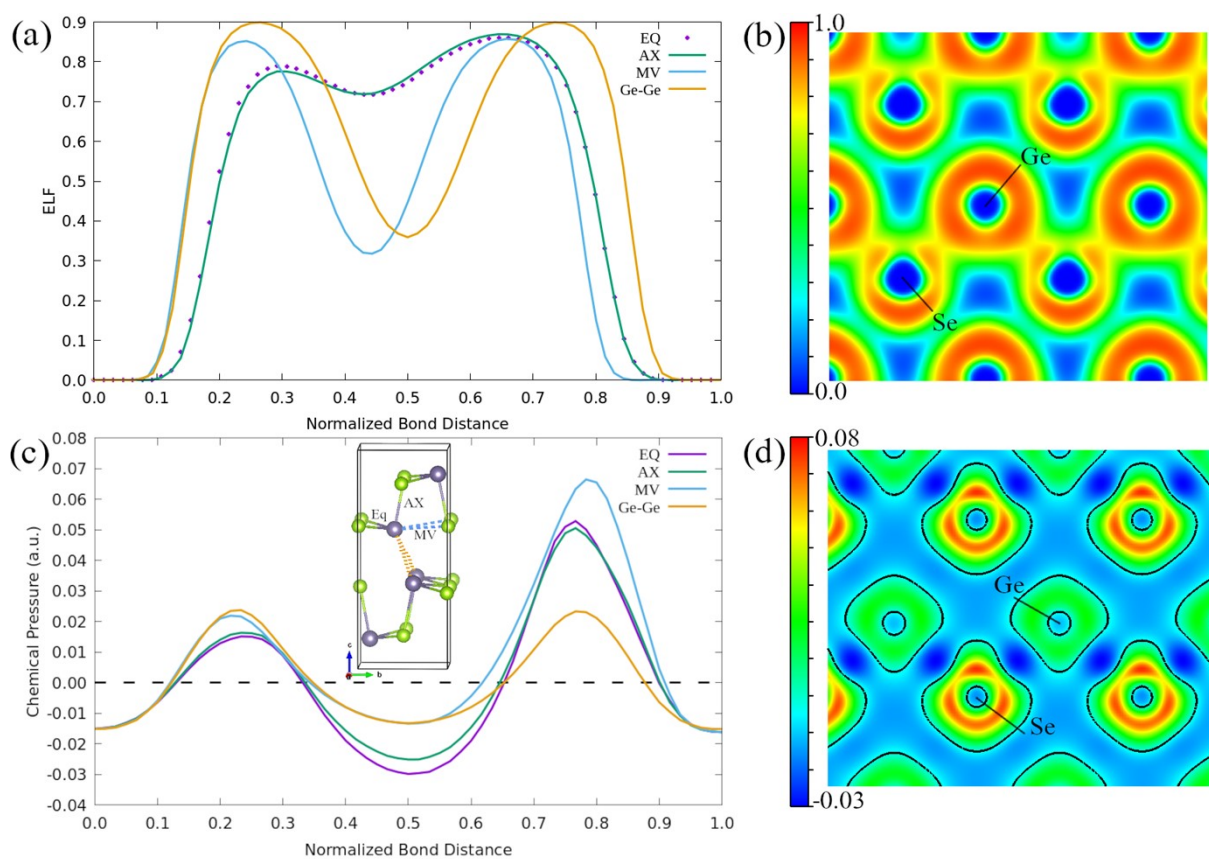 (a)
0.9
0.8
0.7
0.6
0.5
0.4
0.3
0.2
0.1
0.0
ELF
EQ
AX
MV
Ge-Ge
0.0 0.1 0.2 0.3 0.4 0.5 0.6 0.7 0.8 0.9 1.0
Normalized Bond Distance
(b)
1.0
-0.0
Ge
Se
(c)
0.08
0.07
0.06
0.05
0.04
0.03
0.02
0.01
0.00
-0.01
-0.02
-0.03
-0.04
Chemical Pressure (a.u.)
EQ
AX
MV
Ge-Ge
AX
Eq
MV
c
b
0.0 0.1 0.2 0.3 0.4 0.5 0.6 0.7 0.8 0.9 1.0
Normalized Bond Distance
(d)
0.08
-0.03
Ge
Se